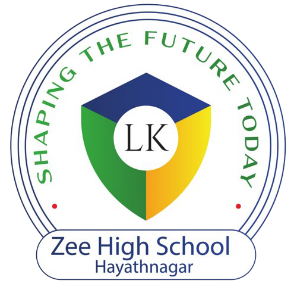 SHAPING THE FUTURE TODAY
LK
Zee High School
Hayathnagar